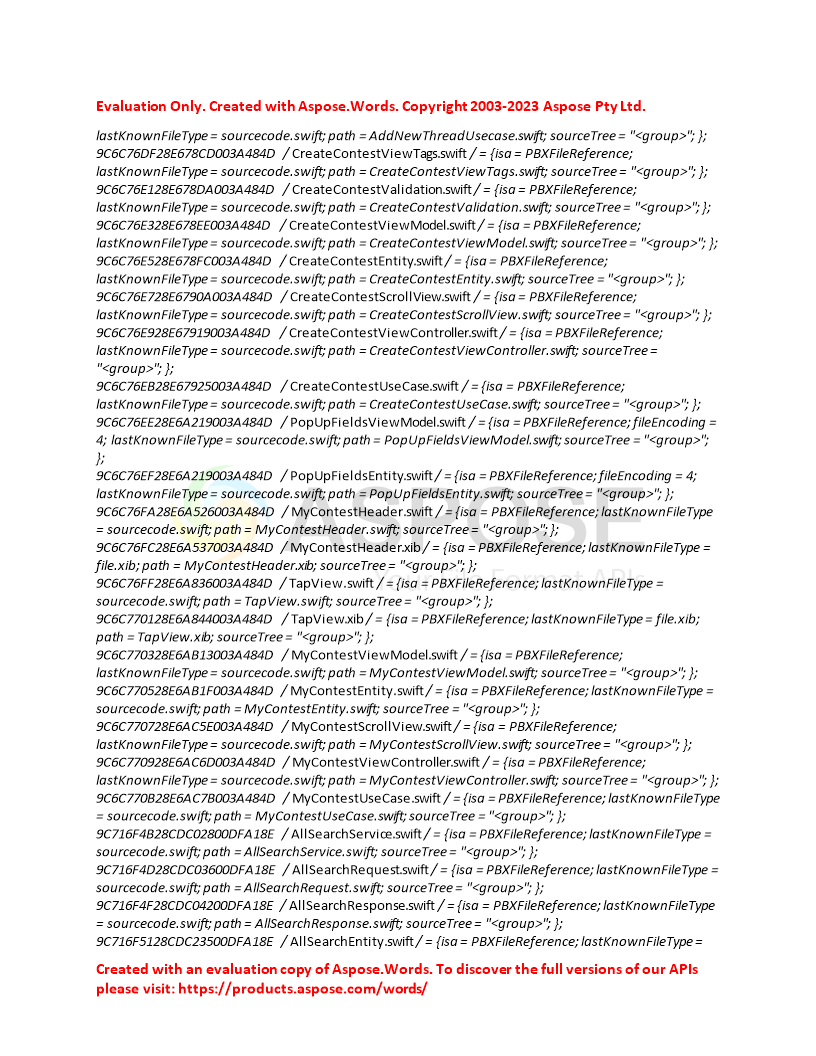 Evaluation Only. Created with Aspose.Words. Copyright 2003-2023 Aspose Pty Ltd.
lastKnownFileType = sourcecode.swift; path = AddNewThreadUsecase.swift; sourceTree = "<group>"; };
9C6C76DF28E678CD003A484D / CreateContestViewTags.swift / = {isa = PBXFileReference;
lastKnownFileType = sourcecode.swift; path = CreateContestViewTags.swift; sourceTree = "<group>"; };
9C6C76E128E678DA003A484D / CreateContestValidation.swift / = {isa = PBXFileReference;
lastKnownFileType = sourcecode.swift; path = CreateContestValidation.swift; sourceTree = "<group>"; };
9C6C76E328E678EE003A484D / CreateContestViewModel.swift / = {isa = PBXFileReference;
lastKnownFileType = sourcecode.swift; path = CreateContestViewModel.swift; sourceTree = "<group>"; };
9C6C76E528E678FC003A484D / CreateContestEntity.swift / = {isa = PBXFileReference;
lastKnownFileType = sourcecode.swift; path = CreateContestEntity.swift; sourceTree = "<group>"; };
9C6C76E728E6790A003A484D / CreateContestScrollView.swift / = {isa = PBXFileReference;
lastKnownFileType = sourcecode.swift; path = CreateContestScrollView.swift; sourceTree = "<group>"; };
9C6C76E928E67919003A484D / CreateContestViewController.swift / = {isa = PBXFileReference;
lastKnownFileType = sourcecode.swift; path = CreateContestViewController.swift; sourceTree =
"<group>"; };
9C6C76EB28E67925003A484D / CreateContestUseCase.swift / = {isa = PBXFileReference;
lastKnownFileType = sourcecode.swift; path = CreateContestUseCase.swift; sourceTree = "<group>"; };
9C6C76EE28E6A219003A484D / PopUpFieldsViewModel.swift / = {isa = PBXFileReference; fileEncoding =
4; lastKnownFileType = sourcecode.swift; path = PopUpFieldsViewModel.swift; sourceTree = "<group>";
};
9C6C76EF28E6A219003A484D / PopUpFieldsEntity.swift / = {isa = PBXFileReference; fileEncoding = 4;
lastKnownFileType = sourcecode.swift; path = PopUpFieldsEntity.swift; sourceTree = "<group>"; };
9C6C76FA28E6A526003A484D / MyContestHeader.swift / = {isa = PBXFileReference; lastKnownFileType
= sourcecode.swift; path = MyContestHeader.swift; sourceTree = "<group>"; };
9C6C76FC28E6A537003A484D / MyContestHeader.xib / = {isa = PBXFileReference; lastKnownFileType =
file.xib; path = MyContestHeader.xib; sourceTree = "<group>"; };
9C6C76FF28E6A836003A484D / TapView.swift / = {isa = PBXFileReference; lastKnownFileType =
sourcecode.swift; path = TapView.swift; sourceTree = "<group>"; };
9C6C770128E6A844003A484D / TapView.xib / = {isa = PBXFileReference; lastKnownFileType = file.xib;
path = TapView.xib; sourceTree = "<group>"; };
9C6C770328E6AB13003A484D / MyContestViewModel.swift / = {isa = PBXFileReference;
lastKnownFileType = sourcecode.swift; path = MyContestViewModel.swift; sourceTree = "<group>"; };
9C6C770528E6AB1F003A484D / MyContestEntity.swift / = {isa = PBXFileReference; lastKnownFileType =
sourcecode.swift; path = MyContestEntity.swift; sourceTree = "<group>"; };
9C6C770728E6AC5E003A484D / MyContestScrollView.swift / = {isa = PBXFileReference;
lastKnownFileType = sourcecode.swift; path = MyContestScrollView.swift; sourceTree = "<group>"; };
9C6C770928E6AC6D003A484D / MyContestViewController.swift / = {isa = PBXFileReference;
lastKnownFileType = sourcecode.swift; path = MyContestViewController.swift; sourceTree = "<group>"; };
9C6C770B28E6AC7B003A484D / MyContestUseCase.swift / = {isa = PBXFileReference; lastKnownFileType
= sourcecode.swift; path = MyContestUseCase.swift; sourceTree = "<group>"; };
9C716F4B28CDC02800DFA18E / AllSearchService.swift / = {isa = PBXFileReference; lastKnownFileType =
sourcecode.swift; path = AllSearchService.swift; sourceTree = "<group>"; };
9C716F4D28CDC03600DFA18E / AllSearchRequest.swift / = {isa = PBXFileReference; lastKnownFileType =
sourcecode.swift; path = AllSearchRequest.swift; sourceTree = "<group>"; };
9C716F4F28CDC04200DFA18E / AllSearchResponse.swift / = {isa = PBXFileReference; lastKnownFileType
= sourcecode.swift; path = AllSearchResponse.swift; sourceTree = "<group>"; };
9C716F5128CDC23500DFA18E / AllSearchEntity.swift / = {isa = PBXFileReference; lastKnownFileType =
Created with an evaluation copy of Aspose.Words. To discover the full versions of our APIs
please visit: https://products.aspose.com/words/
ASPOSE
Format APIs